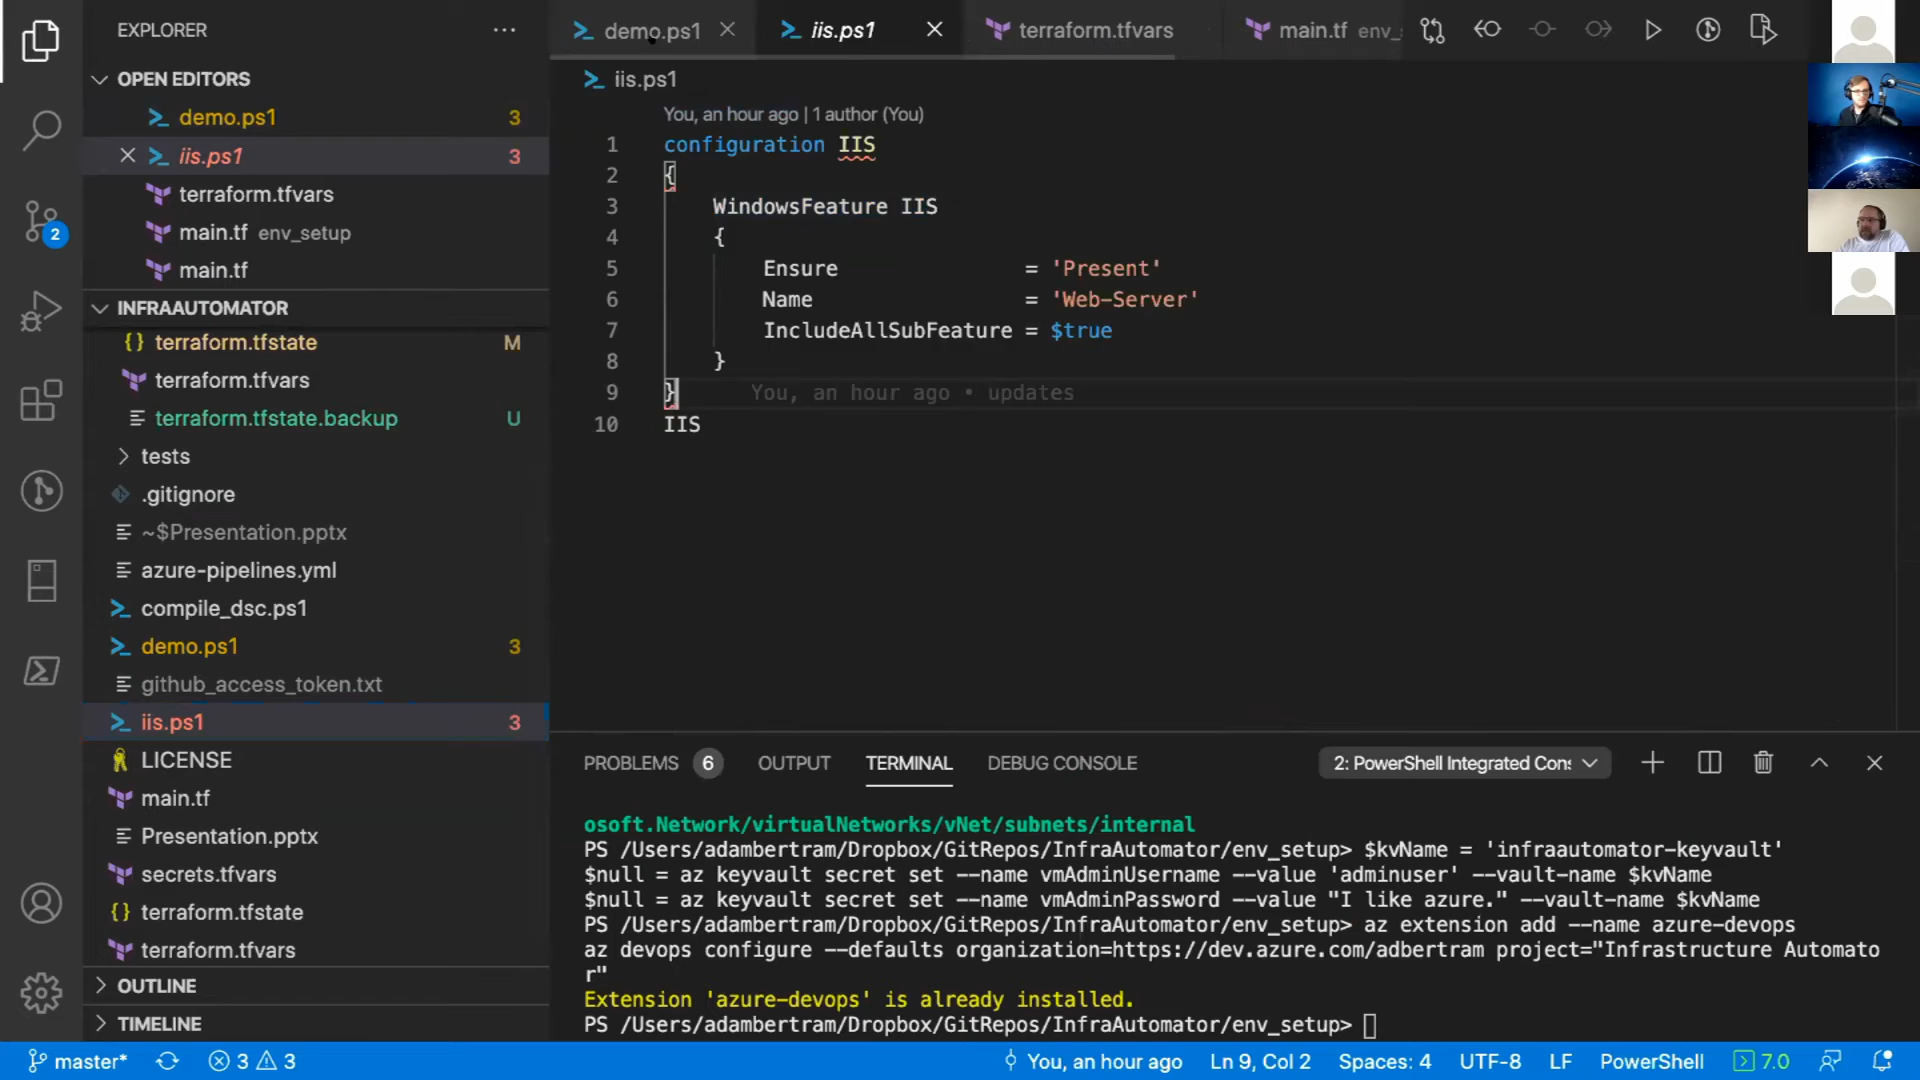 EXPLORER
OPEN EDITORS
demo.ps1 3
iis.ps1 3
terraform.tfvars
main.tf env_setup
main.tf
INFRAAUTOMATOR
{} terraform.tfstate M
terraform.tfvars
terraform.tfstate.backup U
tests
.gitignore
~$Presentation.pptx
azure-pipelines.yml
compile_dsc.ps1
demo.ps1 3
github_access_token.txt
iis.ps1 3
LICENSE
main.tf
Presentation.pptx
secrets.tfvars
{} terraform.tfstate
terraform.tfvars
OUTLINE
TIMELINE
2
demo.ps1
iis.ps1
terraform.tfvars
main.tf env_
iis.ps1
You, an hour ago | 1 author (You)
1 configuration IIS
2 {
3 WindowsFeature IIS
4 {
5 Ensure = 'Present'
6 Name = 'Web-Server'
7 IncludeAllSubFeature = $true
8 }
9 } You, an hour ago • updates
10 IIS
PROBLEMS 6 OUTPUT TERMINAL DEBUG CONSOLE 2: PowerShell Integrated Cons
osoft.Network/virtualNetworks/vNet/subnets/internal
PS /Users/adambertram/Dropbox/GitRepos/InfraAutomator/env_setup> $kvName = 'infraautomator-keyvault'
$null = az keyvault secret set --name vmAdminUsername --value 'adminuser' --vault-name $kvName
$null = az keyvault secret set --name vmAdminPassword --value "I like azure." --vault-name $kvName
PS /Users/adambertram/Dropbox/GitRepos/InfraAutomator/env_setup> az extension add --name azure-devops
az devops configure --defaults organization=https://dev.azure.com/adbertram project="Infrastructure Automato
r"
Extension 'azure-devops' is already installed.
PS /Users/adambertram/Dropbox/GitRepos/InfraAutomator/env_setup>
master* 3 3 You, an hour ago Ln 9, Col 2 Spaces: 4 UTF-8 LF PowerShell 7.0